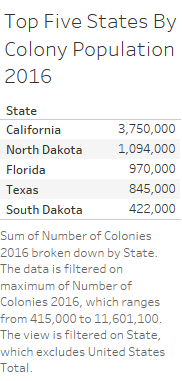 Top Five States By
Colony Population
2016
State
California 3,750,000
North Dakota 1,094,000
Florida 970,000
Texas 845,000
South Dakota 422,000
Sum of Number of Colonies
2016 broken down by State.
The data is filtered on
maximum of Number of
Colonies 2016, which ranges
from 415,000 to 11,601,100.
The view is filtered on State,
which excludes United States
Total.